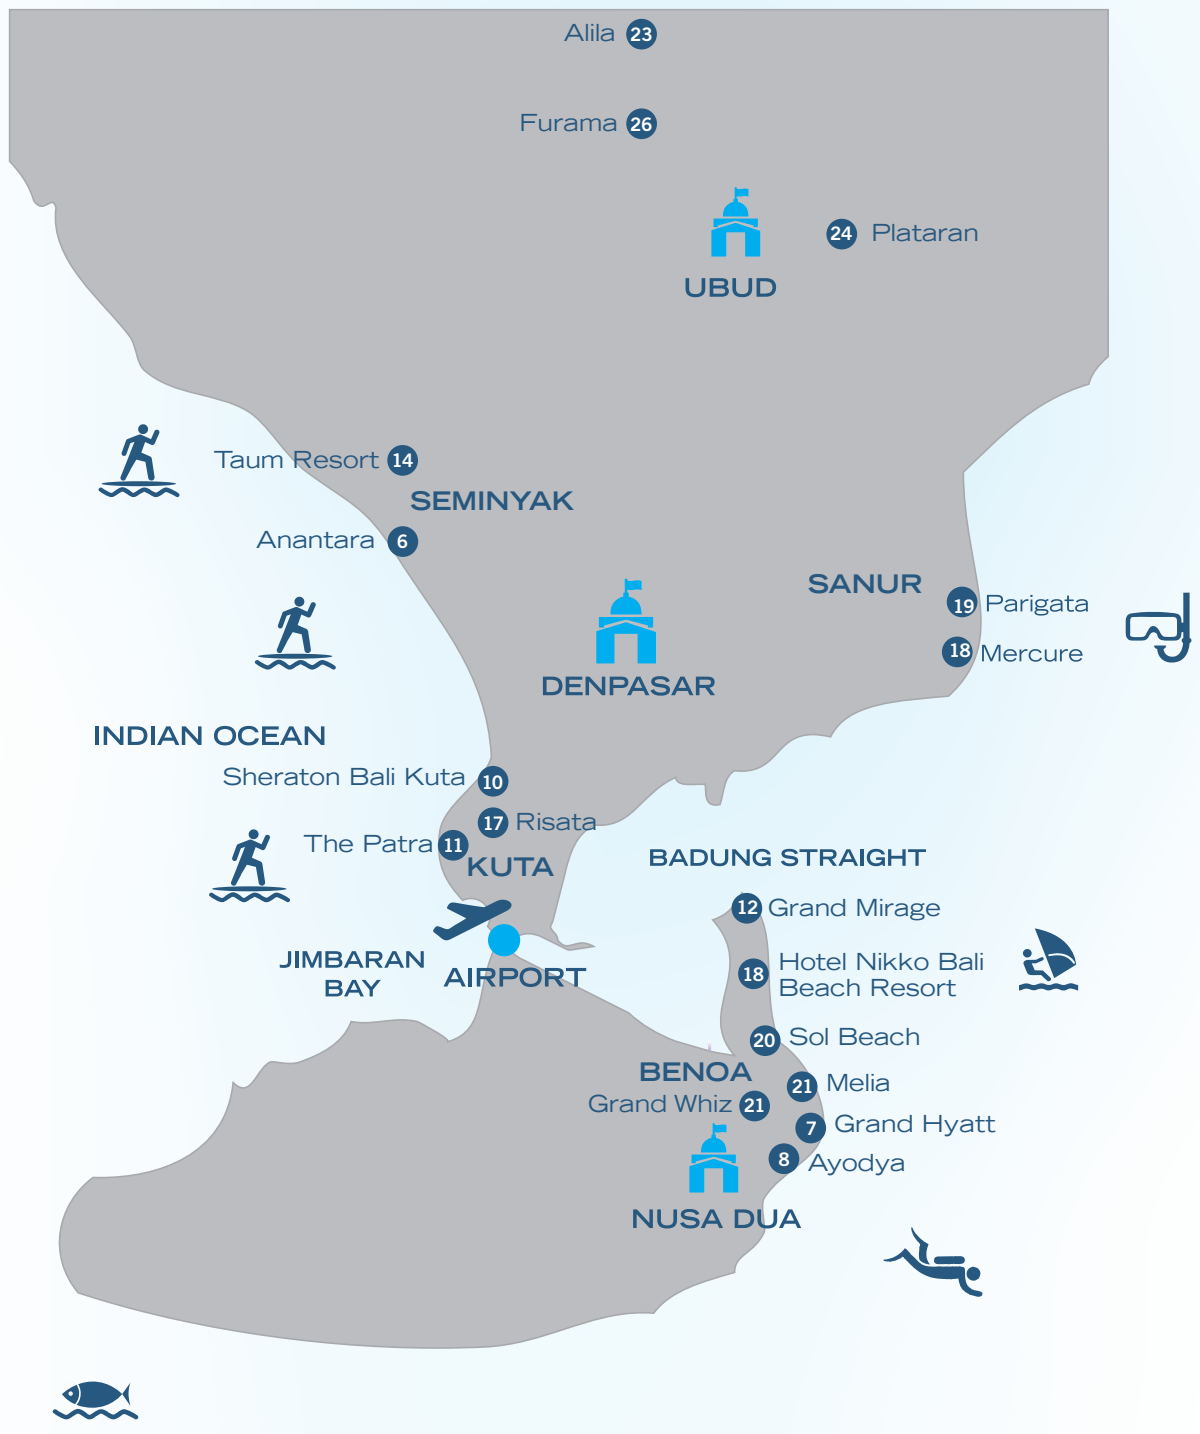 Alila 23
Furama 26
24 Plataran
UBUD
Taum Resort 14
SEMINYAK
Anantara 6
SANUR
19 Parigata
18 Mercure
DENPASAR
INDIAN OCEAN
Sheraton Bali Kuta 10
17 Risata
The Patra 11
KUTA
BADUNG STRAIGHT
12 Grand Mirage
JIMBARAN
BAY
AIRPORT
18 Hotel Nikko Bali
Beach Resort
20 Sol Beach
BENOA
21 Melia
Grand Whiz 21
7 Grand Hyatt
8 Ayodya
NUSA DUA